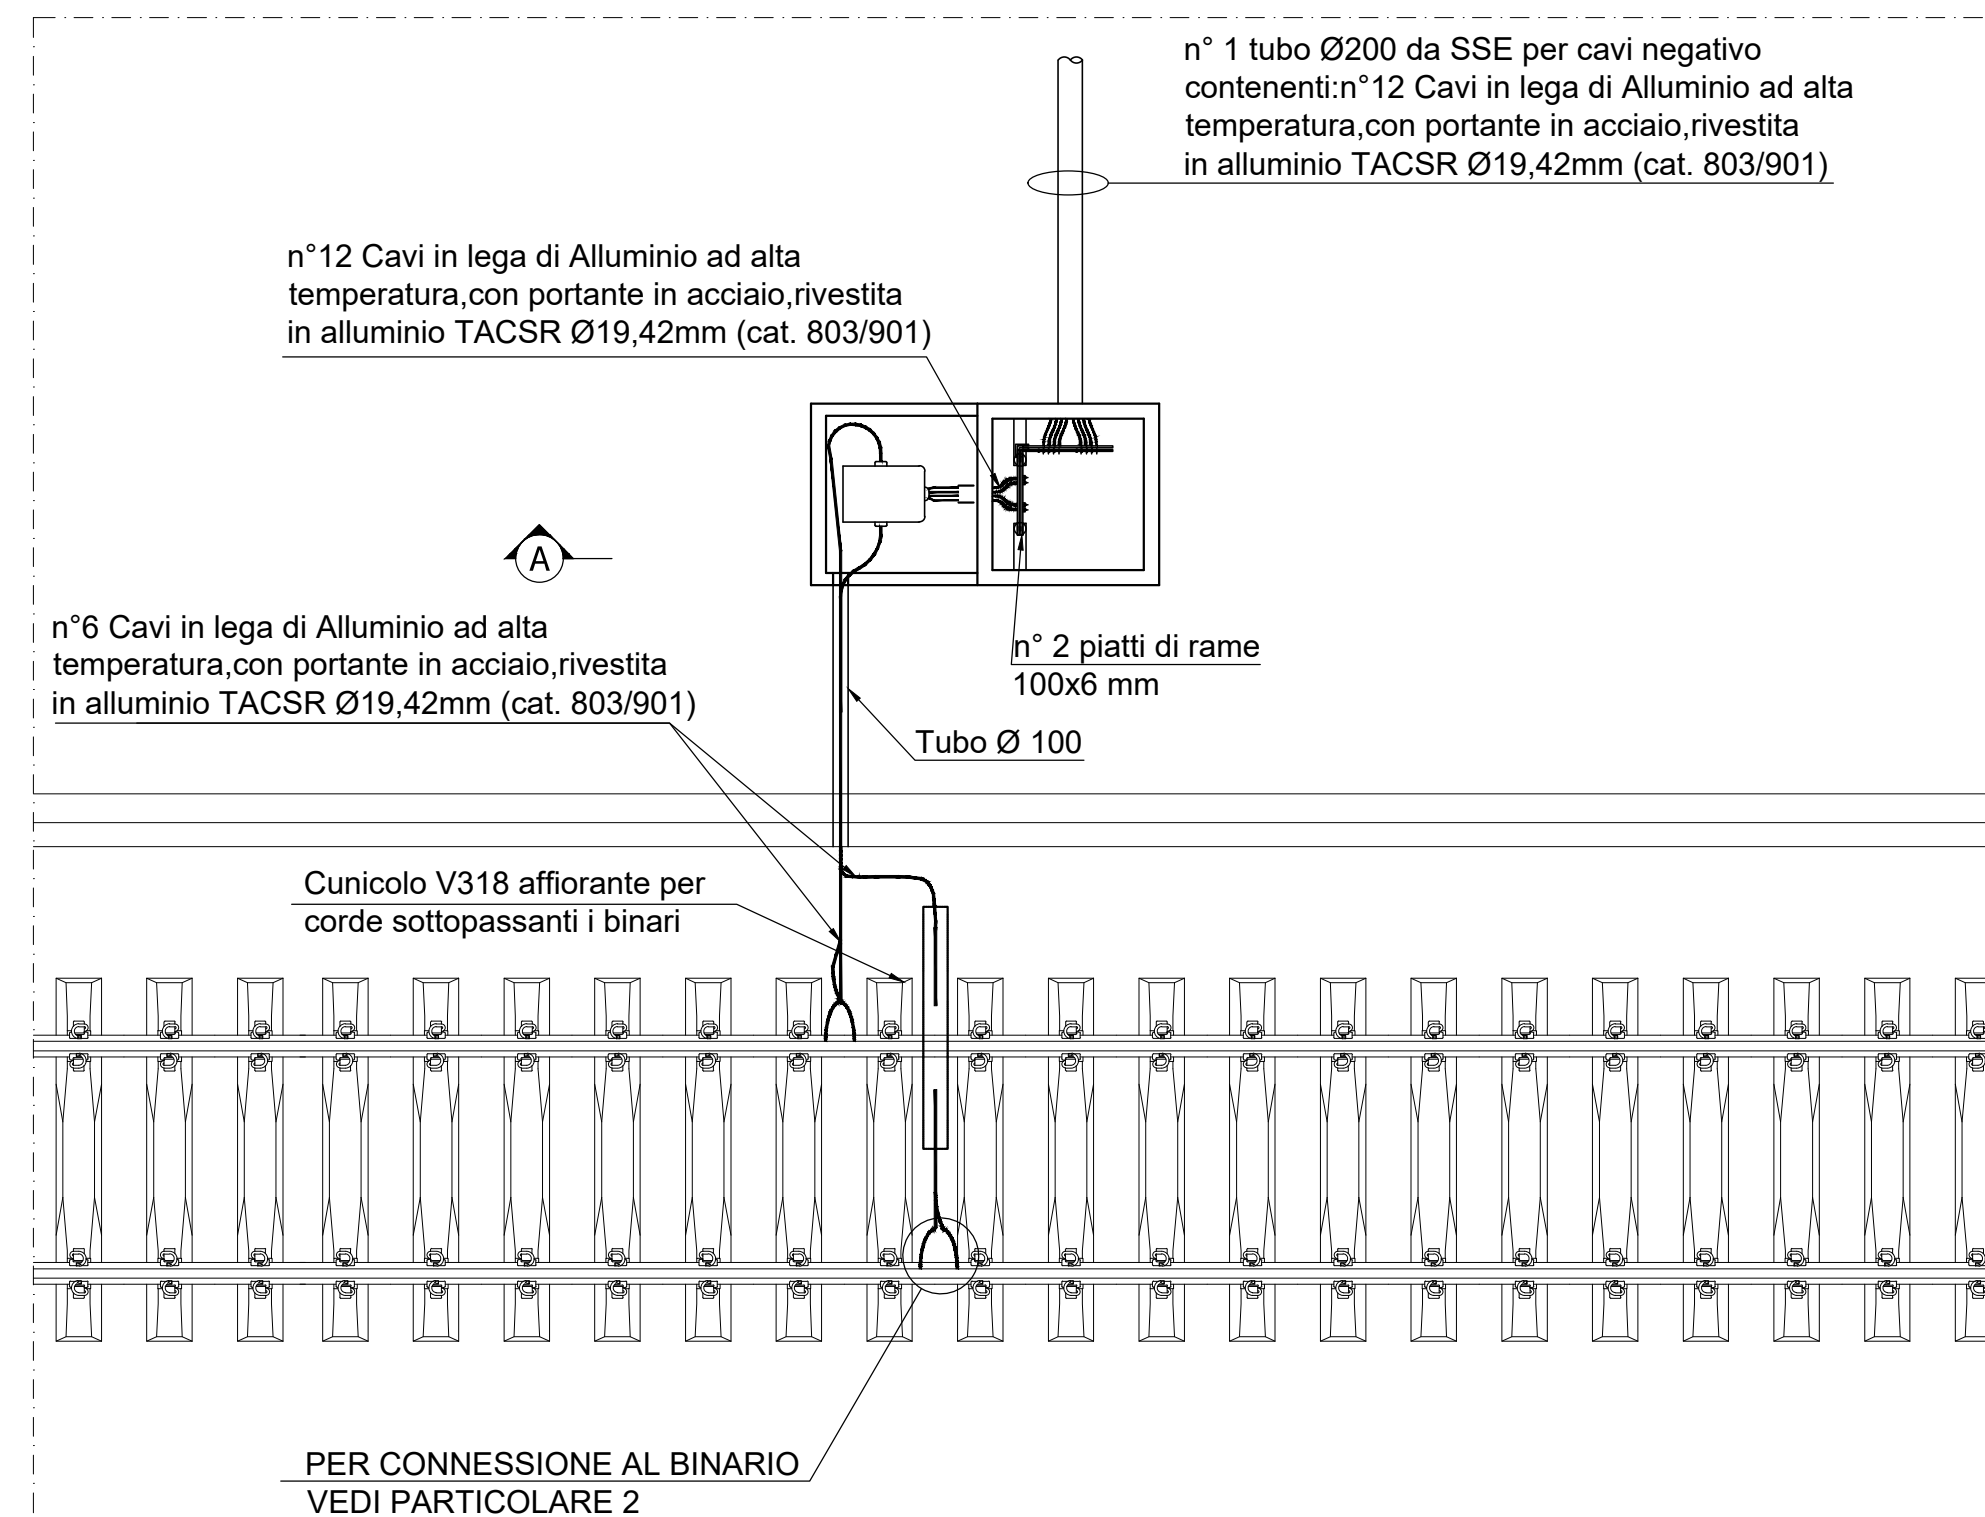 n° 1 tubo Ø200 da SSE per cavi negativo
contenenti:n°12 Cavi in lega di Alluminio ad alta
temperatura,con portante in acciaio,rivestita
in alluminio TACSR Ø19,42mm (cat. 803/901)
n°12 Cavi in lega di Alluminio ad alta
temperatura,con portante in acciaio,rivestita
in alluminio TACSR Ø19,42mm (cat. 803/901)
A
n°6 Cavi in lega di Alluminio ad alta
temperatura,con portante in acciaio,rivestita
in alluminio TACSR Ø19,42mm (cat. 803/901)
n° 2 piatti di rame
100x6 mm
Tubo Ø 100
Cunicolo V318 affiorante per
corde sottopassanti i binari
PER CONNESSIONE AL BINARIO
VEDI PARTICOLARE 2